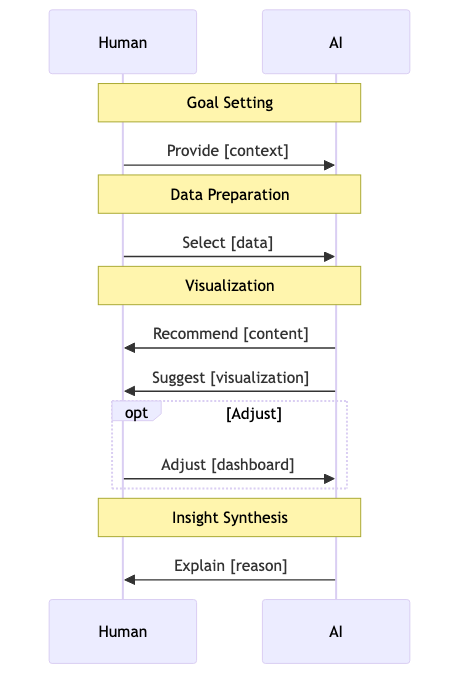 Human
AI
Goal Setting
Provide [context]
Data Preparation
Select [data]
Visualization
Recommend [content]
Suggest [visualization]
opt
[Adjust]
Adjust [dashboard]
Insight Synthesis
Explain [reason]
Human
AI